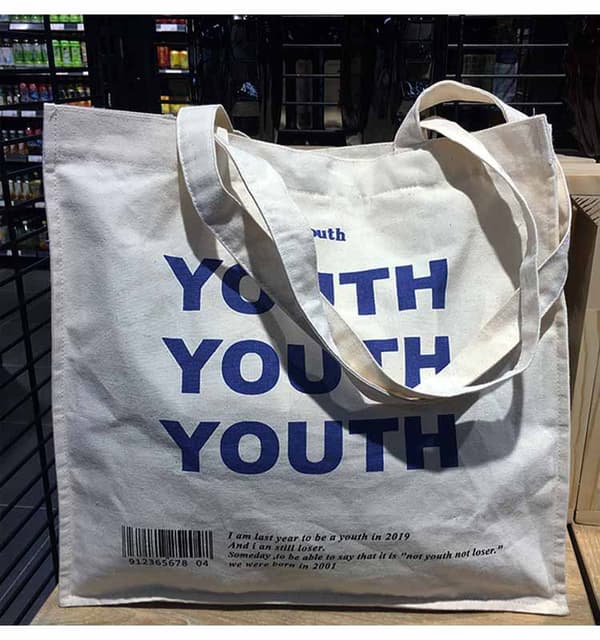 YOUTH
YOUTH
YOUTH
I am last year to be a youth in 2019
And i an still loser.
Someday ,to be able to say that it is "not youth not loser."
we were born in 2001
912365678 04